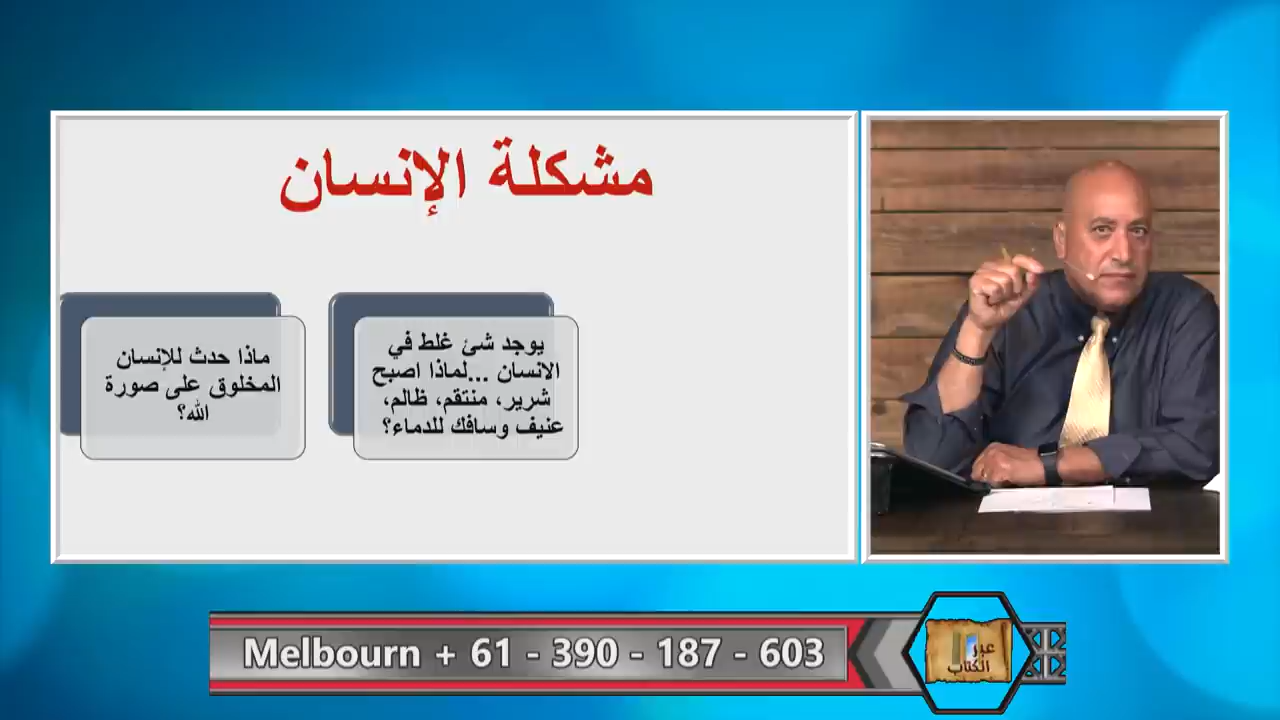 مشكلة الإنسان
يوجد شئ غلط في
الانسان ...لماذا اصبح
شرير، منتقم، ظالم،
عنيف وسافك للدماء؟
ماذا حدث للإنسان
المخلوق على صورة
الله؟
Melbourn + 61 - 390 - 187 - 603
عبر
الكتاب